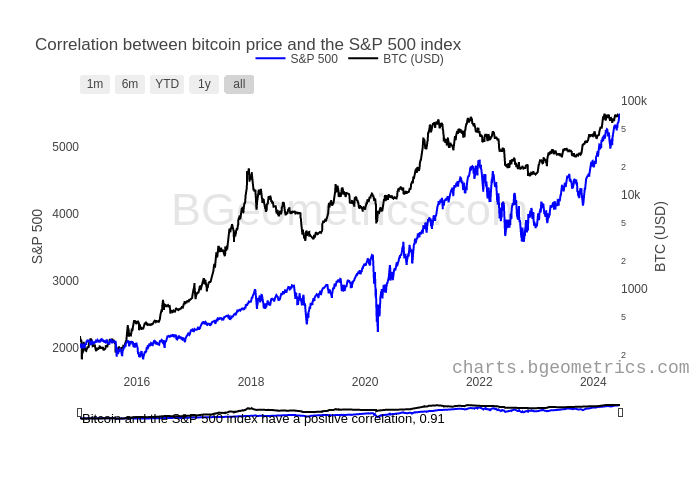 Correlation between bitcoin price and the S&P 500 index
S&P 500 BTC (USD)
1m 6m YTD 1y all
100k
5
5000
2
10k
4000
5
S&P 500
BTC (USD)
2
3000
1000
5
2000
2
BGeometrics.com
charts.bgeometrics.com
2016 2018 2020 2022 2024
Bitcoin and the S&P 500 index have a positive correlation, 0.91